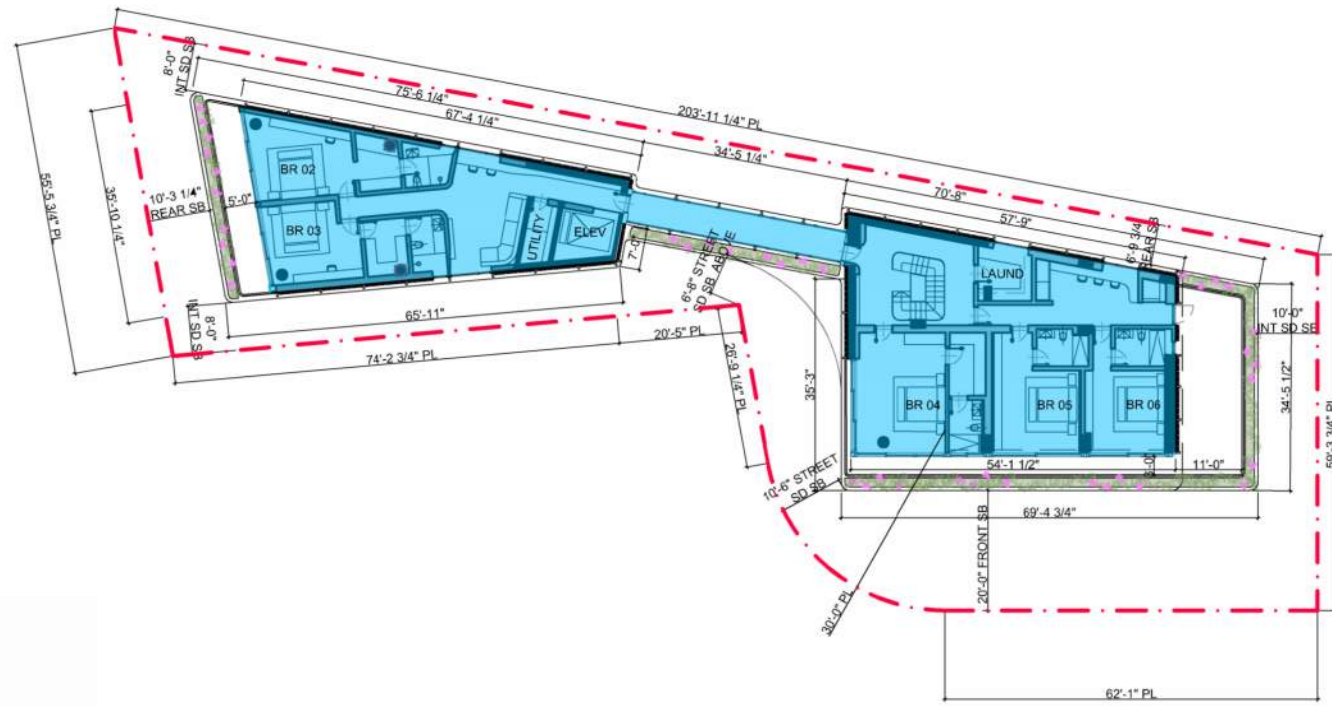 8'-0"
INT SD SB
75'-6 1/4"
67'-4 1/4"
203'-11 1/4" PL
34'-5 1/4"
70'-8"
57'-9"
6'-9 3/4"
REAR SB
55'-5 3/4" PL
35'-10 1/4"
10'-3 1/4"
REAR SB
5'-0"
BR 02
BR 03
UTILITY
ELEV
7'-0"
6'-8" STREET
SD SB ABOVE
LAUND
10'-0"
INT SD SB
34'-5 1/2"
59'-3 3/4" PL
INT SD SB
8'-0"
65'-11"
74'-2 3/4" PL
20'-5" PL
26'-9 1/4" PL
35'-3"
BR 04
BR 05
BR 06
54'-1 1/2"
11'-0"
10'-6" STREET
SD SB
69'-4 3/4"
20'-0" FRONT SB
30'-0" PL
62'-1" PL